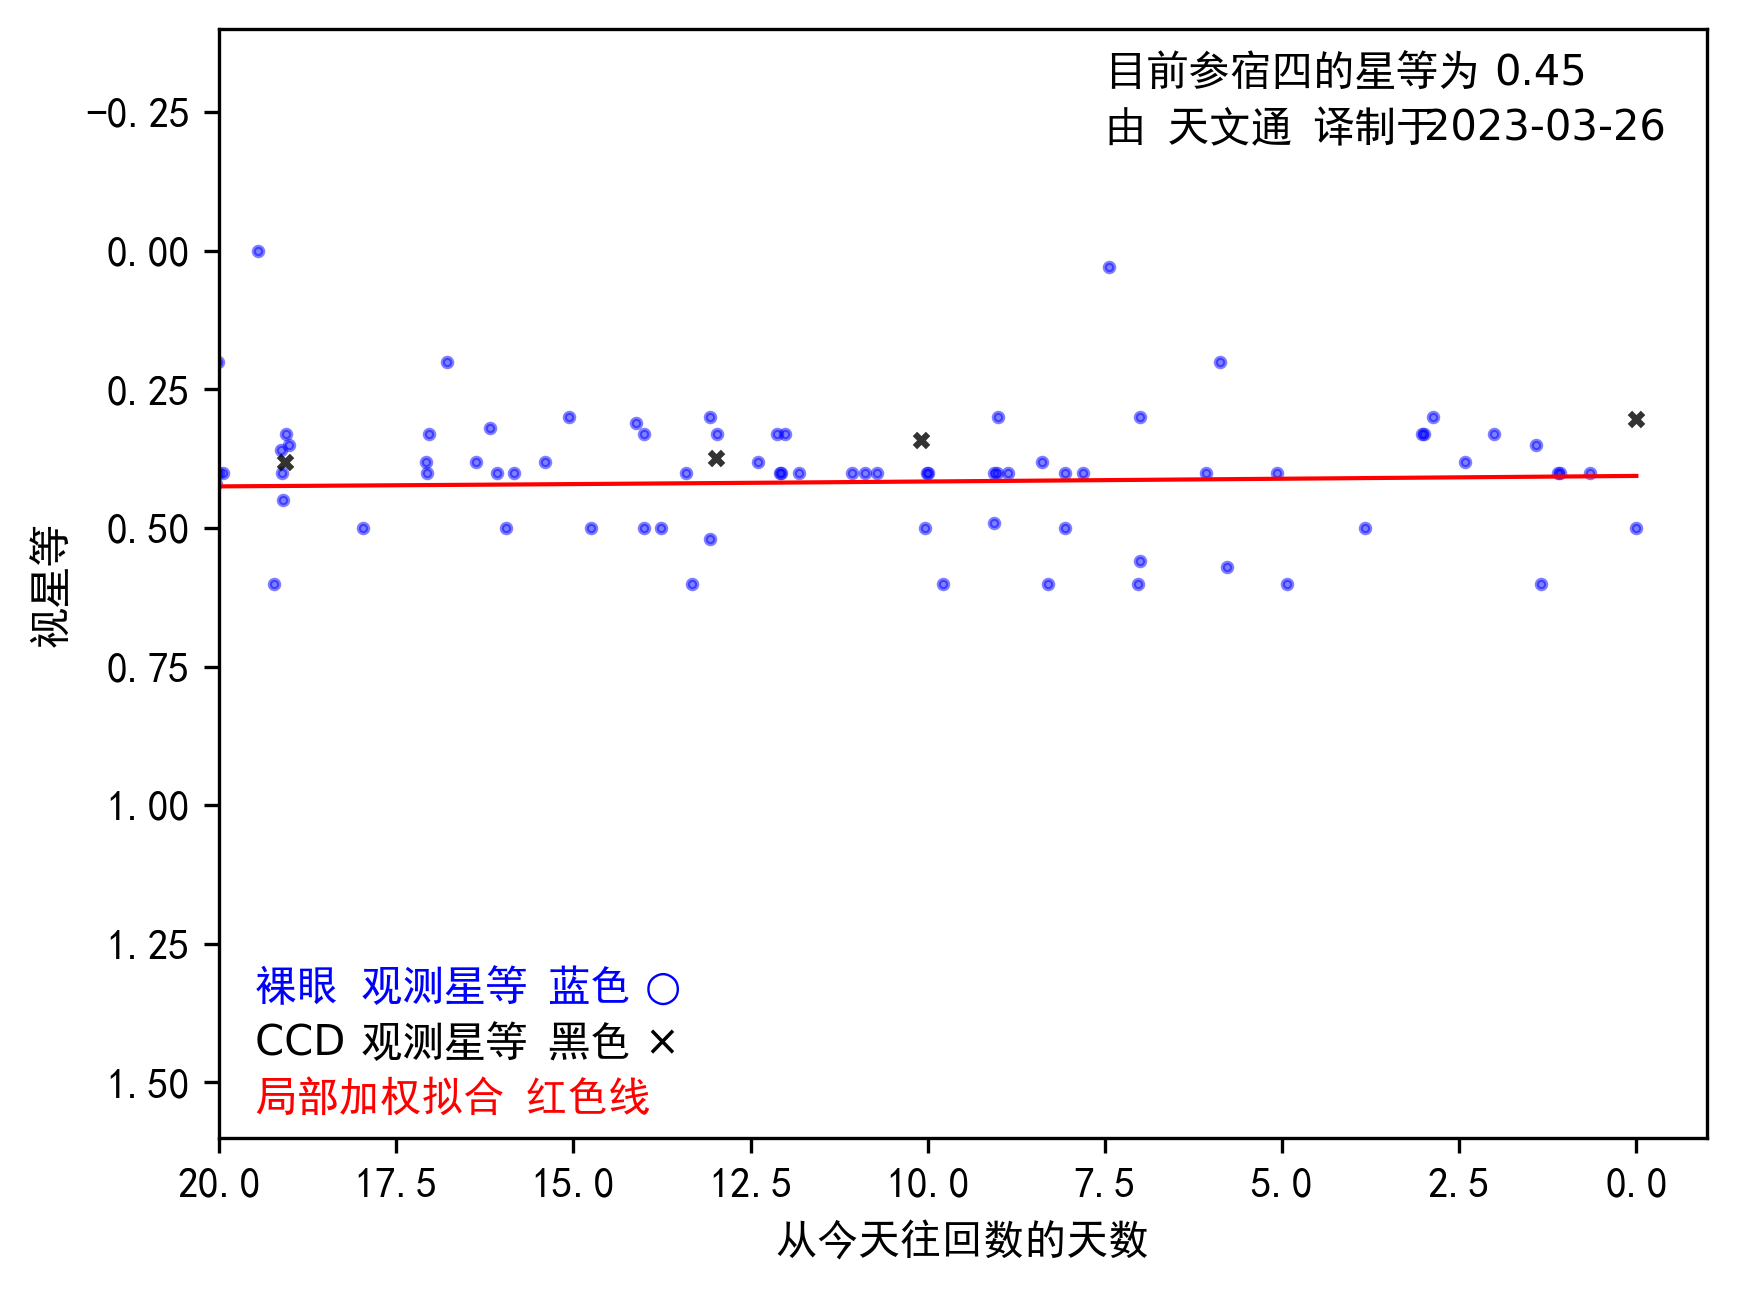 目前参宿四的星等为 0.45
由 天文通 译制于2023-03-26
-0.25
0.00
0.25
0.50
0.75
1.00
1.25
1.50
视星等
裸眼 观测星等 蓝色 ○
CCD 观测星等 黑色 ×
局部加权拟合 红色线
20.0 17.5 15.0 12.5 10.0 7.5 5.0 2.5 0.0
从今天往回数的天数